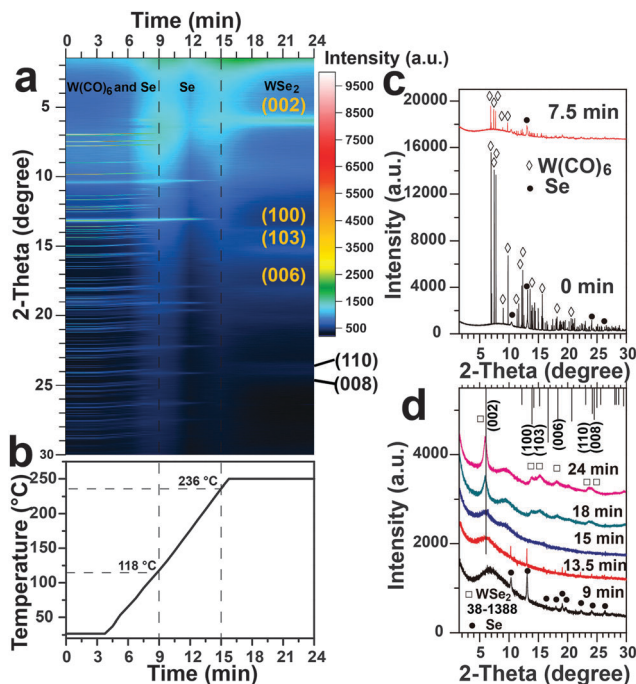 Time (min)
0 3 6 9 12 15 18 21 24
Intensity (a.u.)
a
W(CO)6 and Se
Se
WSe2
(002)
(100)
(103)
(006)
(110)
(008)
5
10
15
20
25
30
2-Theta (degree)
9500
8500
7500
6500
5500
4500
3500
2500
1500
500
b
250
200
150
100
50
Temperature (°C)
236 °C
118 °C
0 3 6 9 12 15 18 21 24
Time (min)
c
20000
16000
12000
8000
4000
0
Intensity (a.u.)
7.5 min
W(CO)6
Se
0 min
5 10 15 20 25 30
2-Theta (degree)
d
(002)
(100)
(103)
(006)
(110)
(008)
4000
2000
0
Intensity (a.u.)
24 min
18 min
15 min
13.5 min
9 min
WSe2
38-1388
Se
5 10 15 20 25 30
2-Theta (degree)